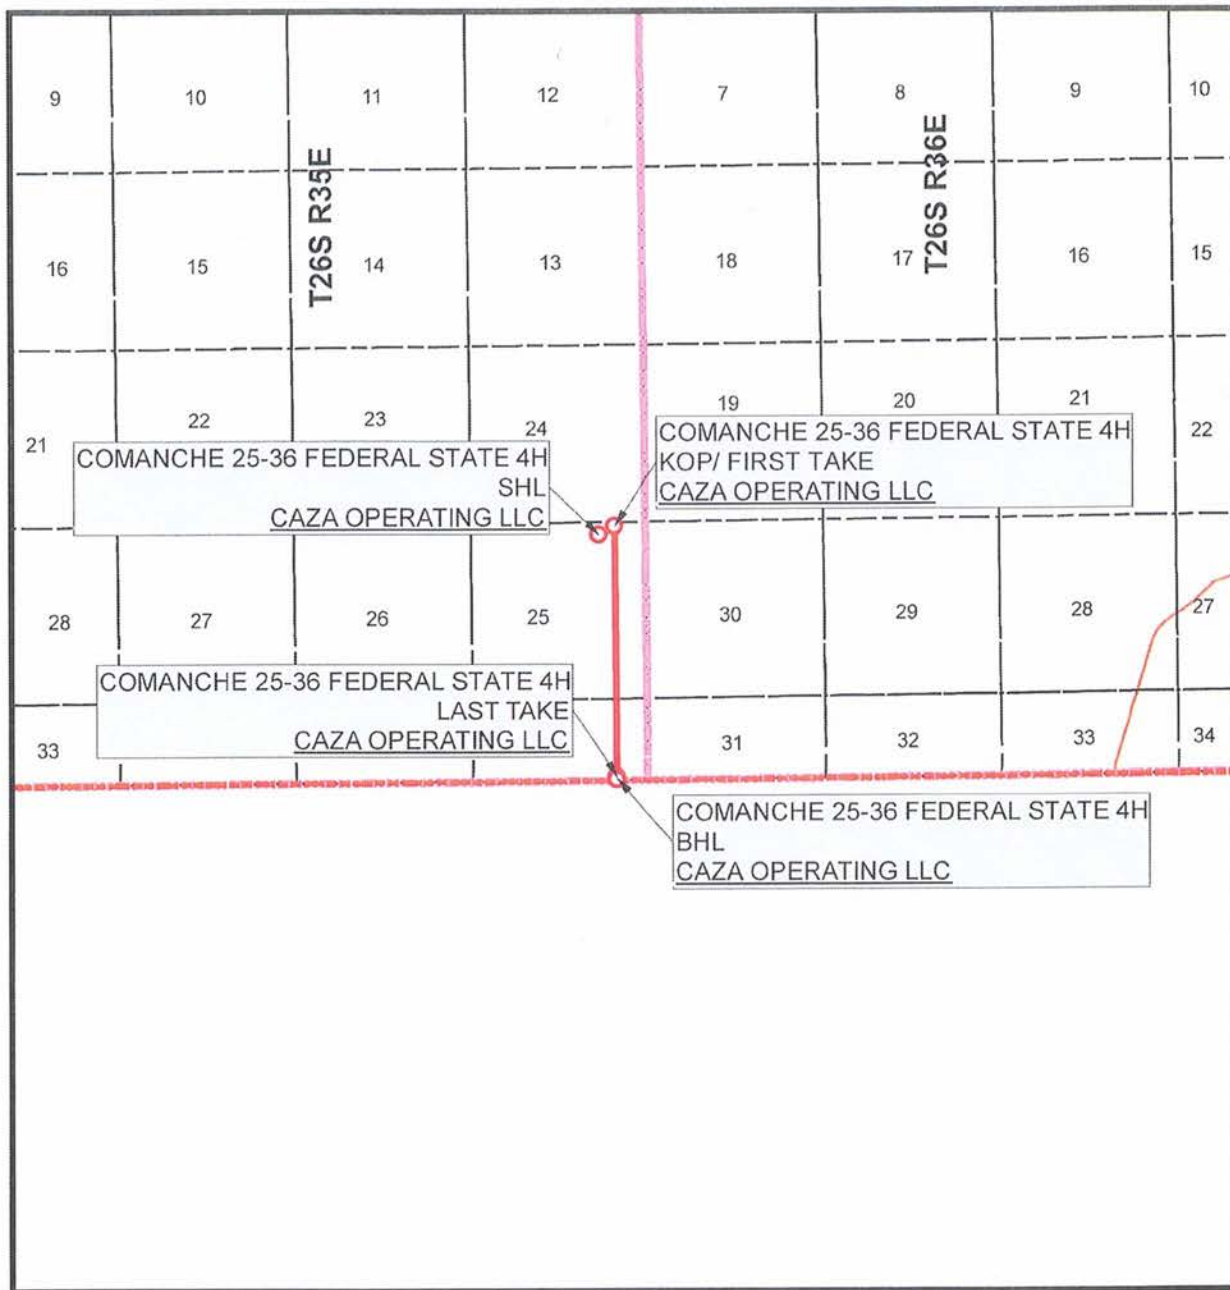 9 10 11 12 7 8 9 10
T26S R35E
T26S R36E
16 15 14 13 18 17 16 15
21 22 23 24 19 20 21 22
COMANCHE 25-36 FEDERAL STATE 4H
SHL
CAZA OPERATING LLC
COMANCHE 25-36 FEDERAL STATE 4H
KOP/ FIRST TAKE
CAZA OPERATING LLC
28 27 26 25 30 29 28 27
COMANCHE 25-36 FEDERAL STATE 4H
LAST TAKE
CAZA OPERATING LLC
33 31 32 33 34
COMANCHE 25-36 FEDERAL STATE 4H
BHL
CAZA OPERATING LLC